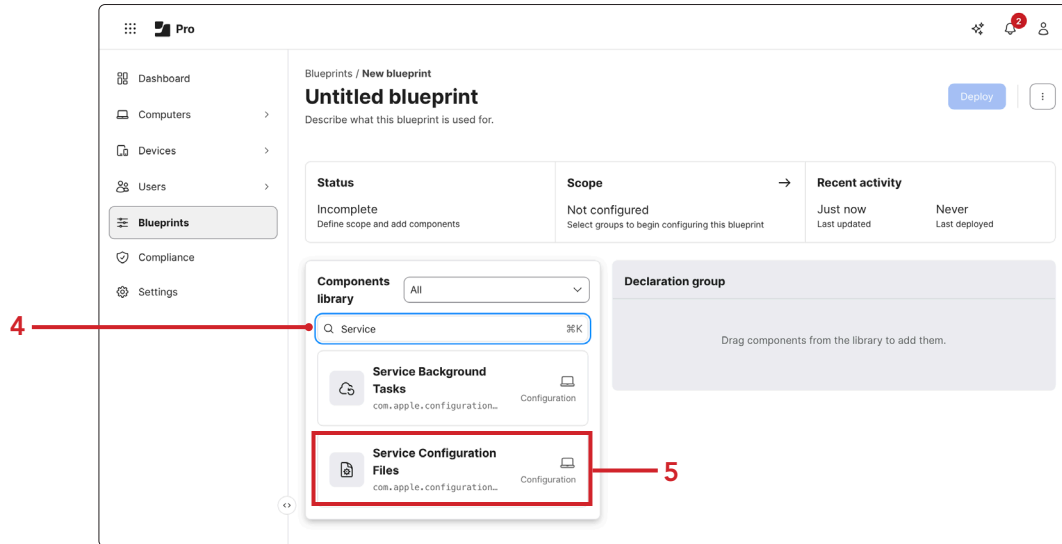 Pro
2
Dashboard
Computers
Devices
Users
Blueprints
Compliance
Settings
Blueprints / New blueprint
Untitled blueprint
Describe what this blueprint is used for.
Deploy
Status
Incomplete
Define scope and add components
Scope
Not configured
Select groups to begin configuring this blueprint
Recent activity
Just now
Last updated
Never
Last deployed
Components
library
All
4
Service
⌘K
Service Background
Tasks
com.apple.configuration…
Configuration
Service Configuration
Files
com.apple.configuration…
Configuration
5
Declaration group
Drag components from the library to add them.